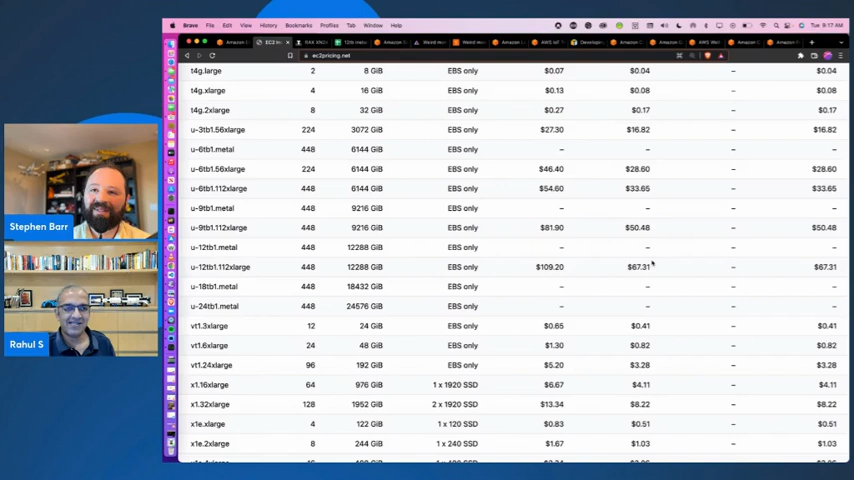 Brave File Edit View History Bookmarks Profiles Tab Window Help
9:17 AM
ec2pricing.net
t4g.large 2 8 GiB EBS only $0.07 $0.04 – $0.04
t4g.xlarge 4 16 GiB EBS only $0.13 $0.08 – $0.08
t4g.2xlarge 8 32 GiB EBS only $0.27 $0.17 – $0.17
u-3tb1.56xlarge 224 3072 GiB EBS only $27.30 $16.82 – $16.82
u-6tb1.metal 448 6144 GiB EBS only – – –
u-6tb1.56xlarge 224 6144 GiB EBS only $46.40 $28.60 – $28.60
u-6tb1.112xlarge 448 6144 GiB EBS only $54.60 $33.65 – $33.65
u-9tb1.metal 448 9216 GiB EBS only – – –
u-9tb1.112xlarge 448 9216 GiB EBS only $81.90 $50.48 – $50.48
u-12tb1.metal 448 12288 GiB EBS only – – –
u-12tb1.112xlarge 448 12288 GiB EBS only $109.20 $67.31 – $67.31
u-18tb1.metal 448 18432 GiB EBS only – – –
u-24tb1.metal 448 24576 GiB EBS only – – –
vt1.3xlarge 12 24 GiB EBS only $0.65 $0.41 – $0.41
vt1.6xlarge 24 48 GiB EBS only $1.30 $0.82 – $0.82
vt1.24xlarge 96 192 GiB EBS only $5.20 $3.28 – $3.28
x1.16xlarge 64 976 GiB 1 x 1920 SSD $6.67 $4.11 – $4.11
x1.32xlarge 128 1952 GiB 2 x 1920 SSD $13.34 $8.22 – $8.22
x1e.xlarge 4 122 GiB 1 x 120 SSD $0.83 $0.51 – $0.51
x1e.2xlarge 8 244 GiB 1 x 240 SSD $1.67 $1.03 – $1.03
Stephen Barr
Rahul S